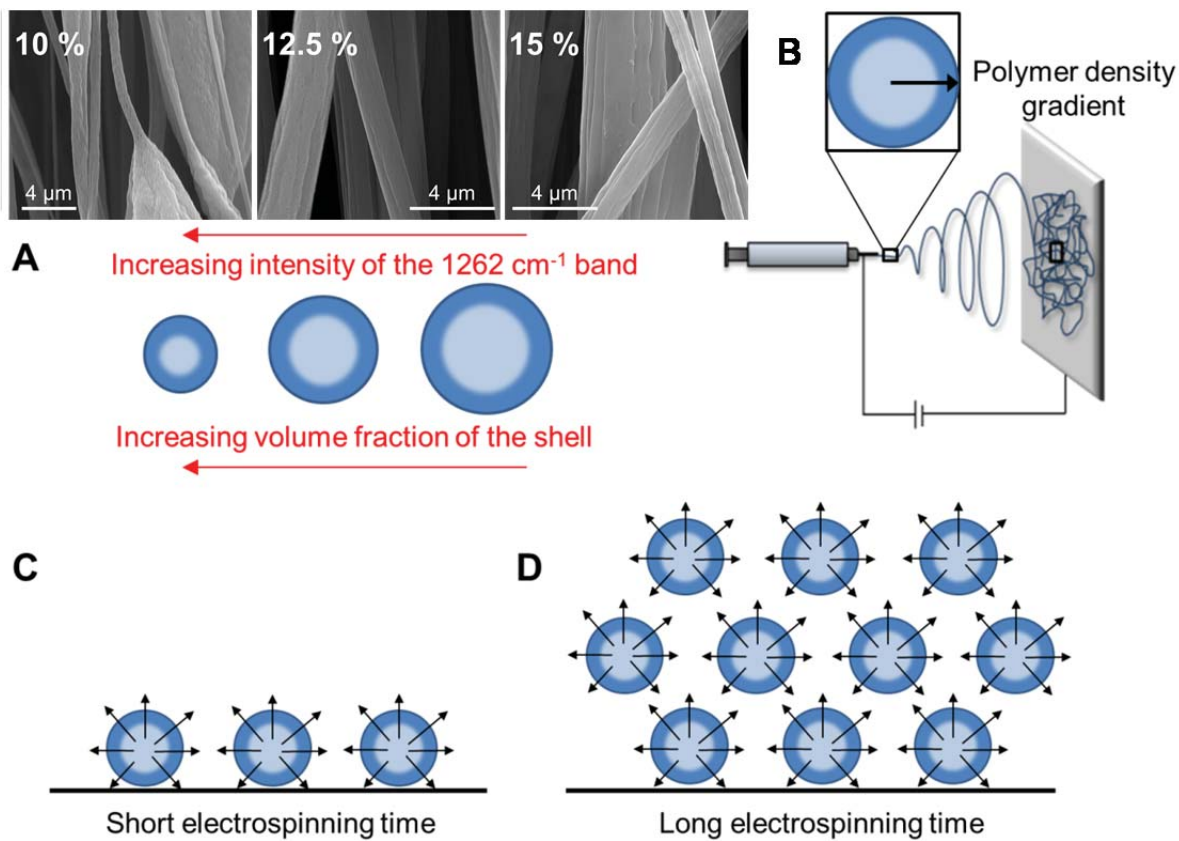 10 %
12.5 %
15 %
4 µm
4 µm
4 µm
A
Increasing intensity of the 1262 cm⁻¹ band
Increasing volume fraction of the shell
B
Polymer density
gradient
C
Short electrospinning time
D
Long electrospinning time